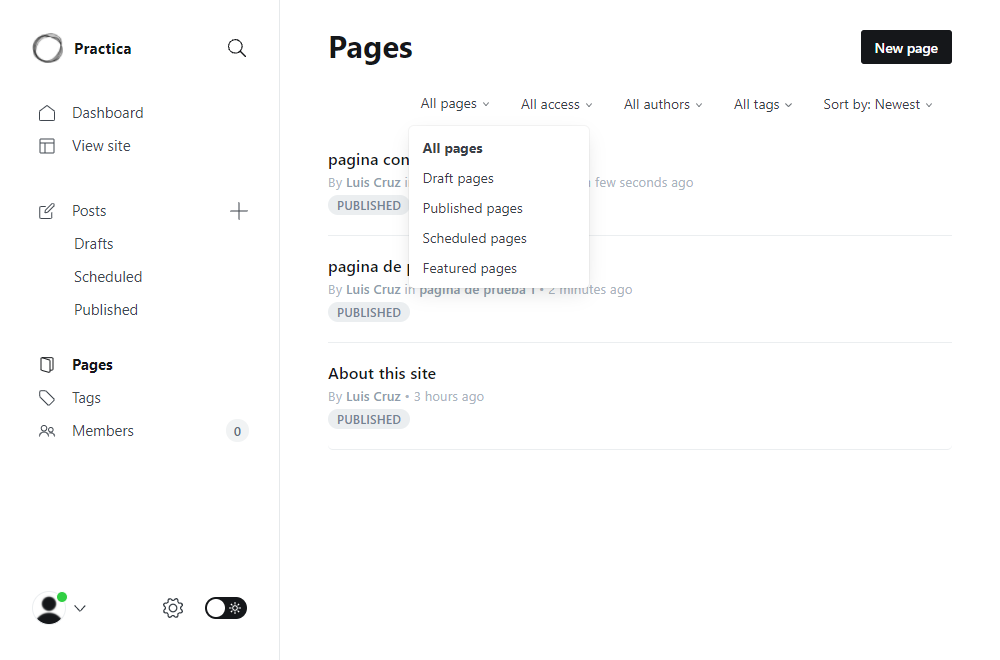 Practica
Dashboard
View site
Posts
Drafts
Scheduled
Published
Pages
Tags
Members 0
Pages
New page
All pages All access All authors All tags Sort by: Newest
All pages
Draft pages
Published pages
Scheduled pages
Featured pages
pagina con
By Luis Cruz in few seconds ago
PUBLISHED
pagina de
By Luis Cruz in pagina de prueba 1 • 2 minutes ago
PUBLISHED
About this site
By Luis Cruz • 3 hours ago
PUBLISHED